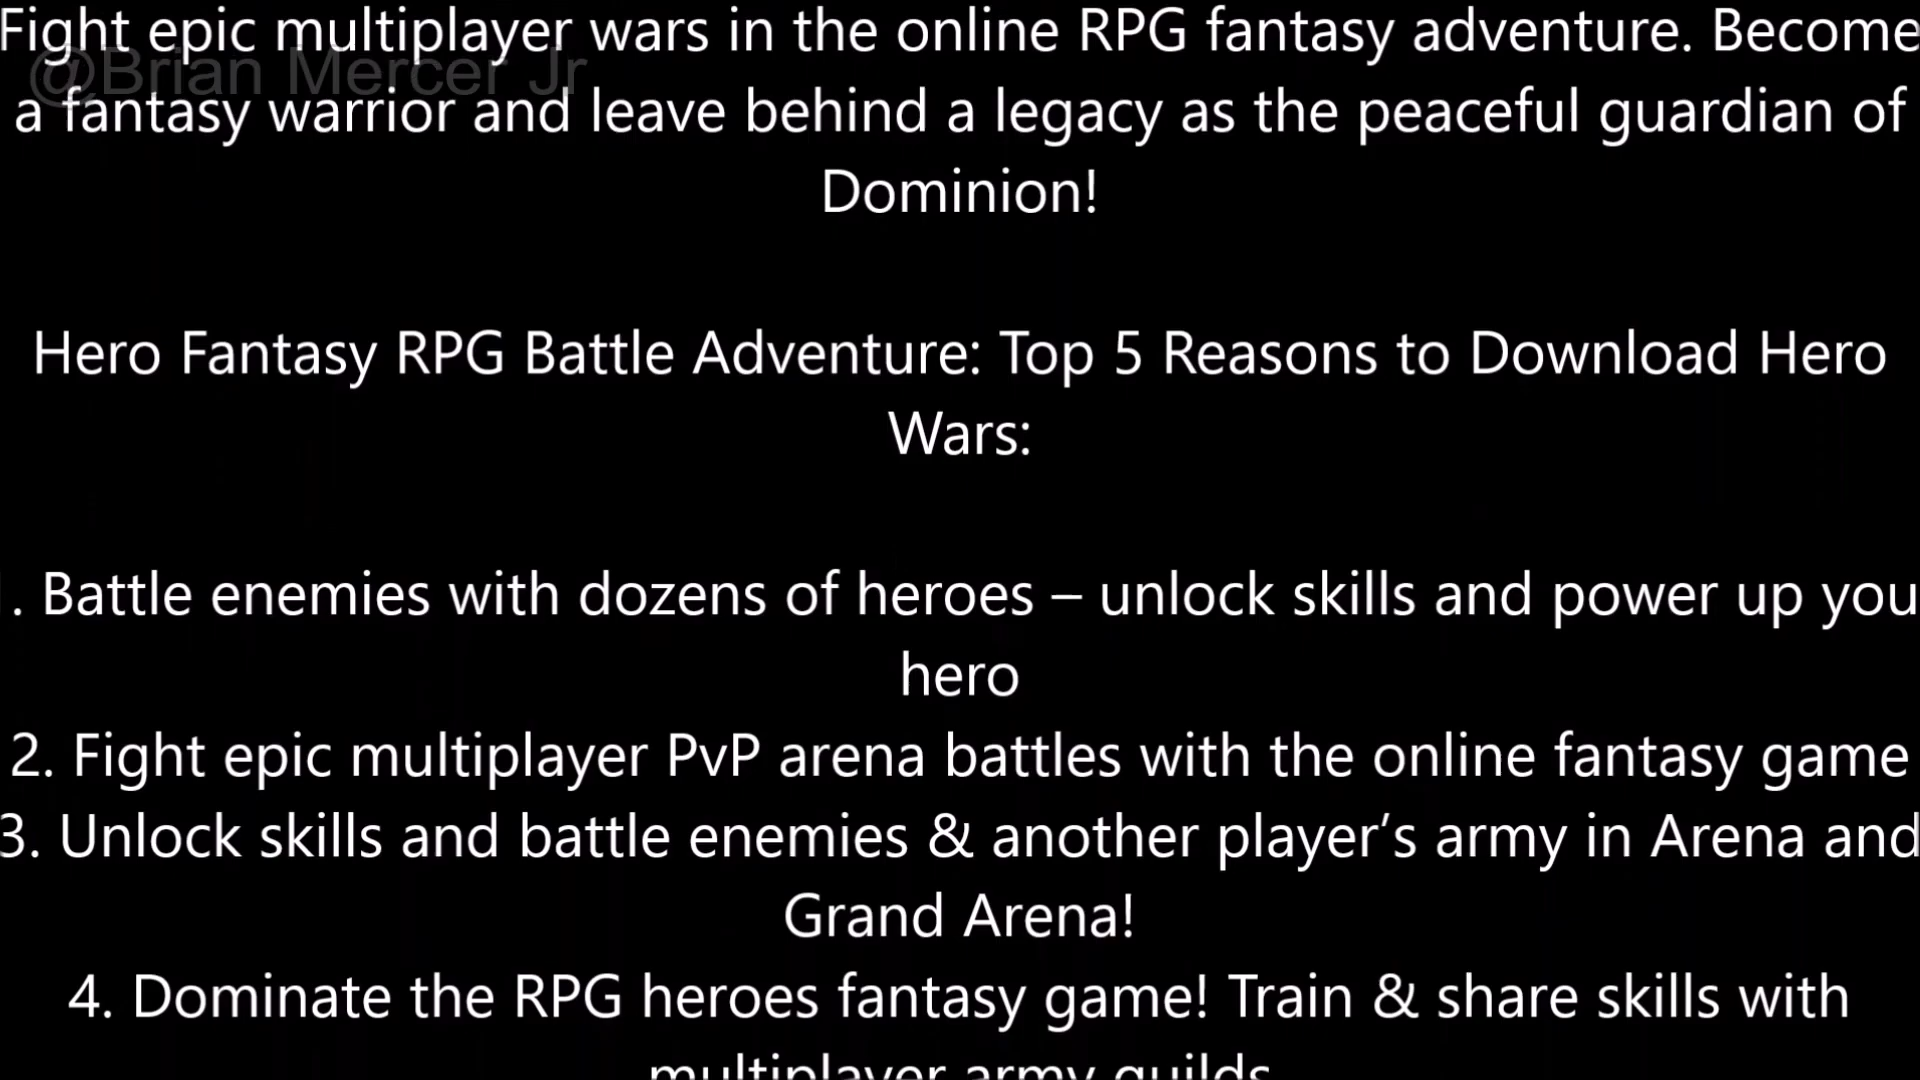 Fight epic multiplayer wars in the online RPG fantasy adventure. Become
@Brian Mercer Jr
a fantasy warrior and leave behind a legacy as the peaceful guardian of
Dominion!
Hero Fantasy RPG Battle Adventure: Top 5 Reasons to Download Hero
Wars:
. Battle enemies with dozens of heroes – unlock skills and power up you
hero
2. Fight epic multiplayer PvP arena battles with the online fantasy game
3. Unlock skills and battle enemies & another player’s army in Arena and
Grand Arena!
4. Dominate the RPG heroes fantasy game! Train & share skills with
multiplayer army guilds